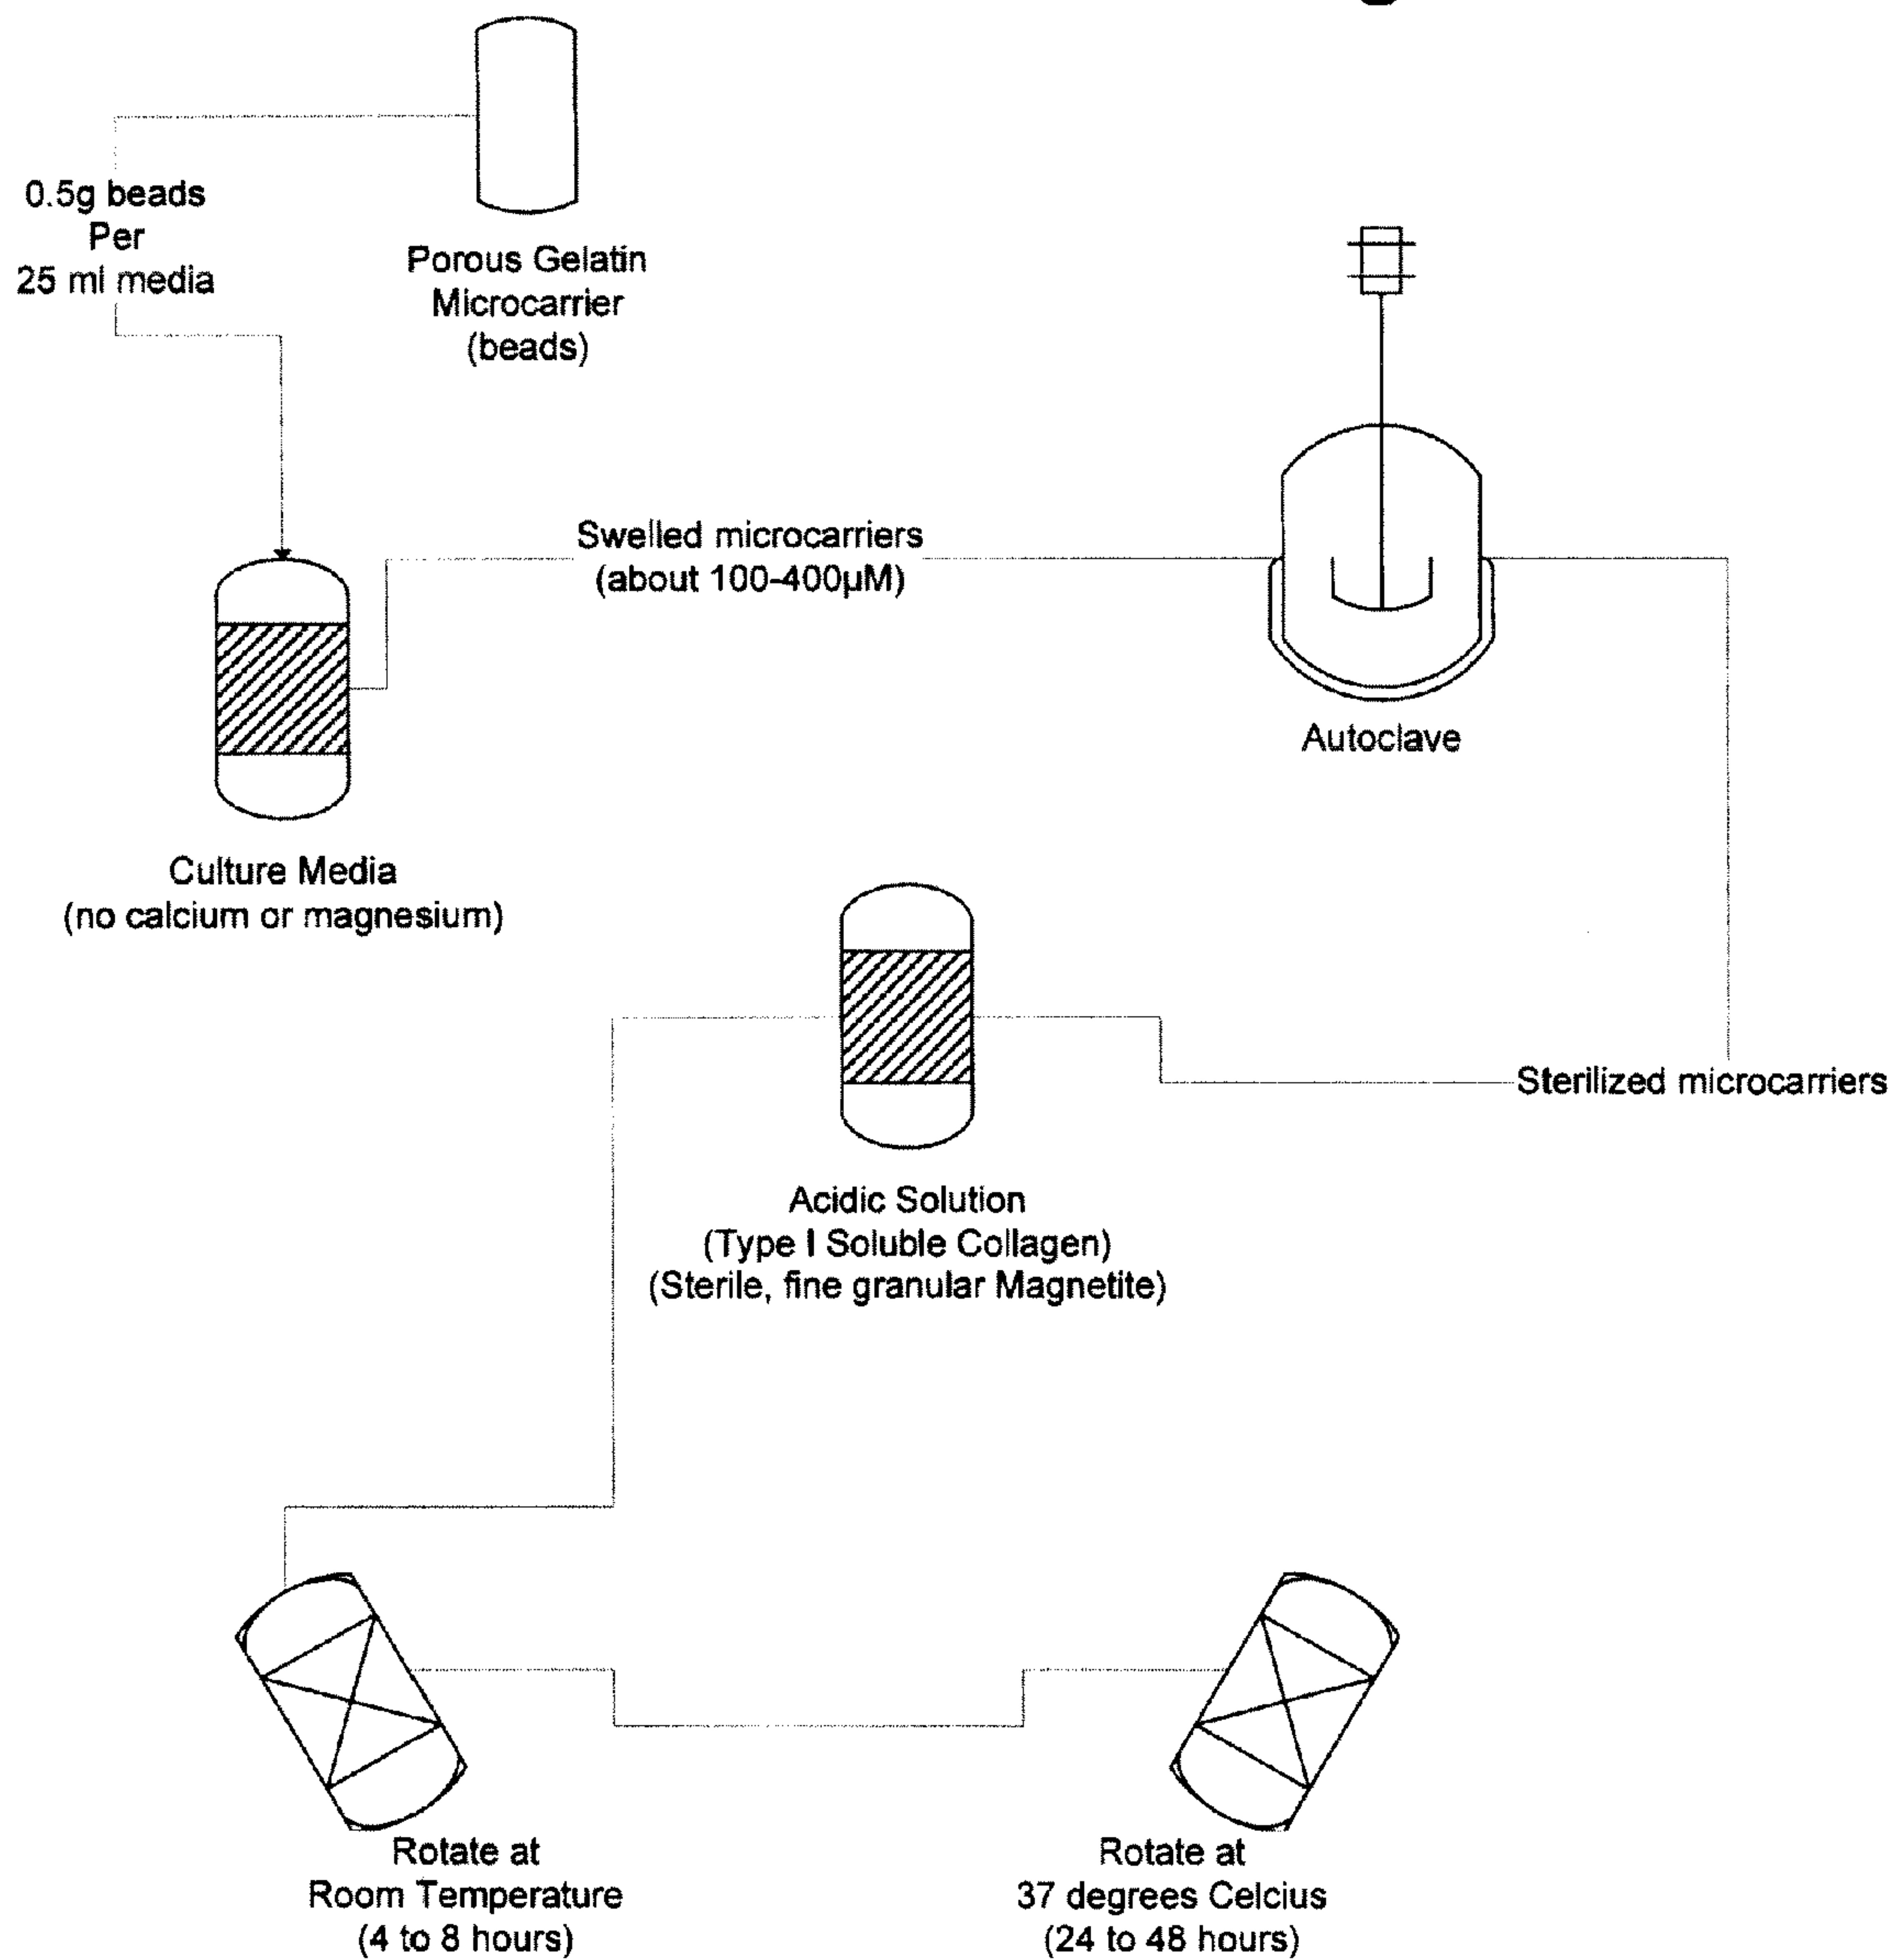 0.5g beads
Per
25 ml media
Porous Gelatin
Microcarrier
(beads)
Swelled microcarriers
(about 100-400µM)
Autoclave
Culture Media
(no calcium or magnesium)
Sterilized microcarriers
Acidic Solution
(Type I Soluble Collagen)
(Sterile, fine granular Magnetite)
Rotate at
Room Temperature
(4 to 8 hours)
Rotate at
37 degrees Celcius
(24 to 48 hours)